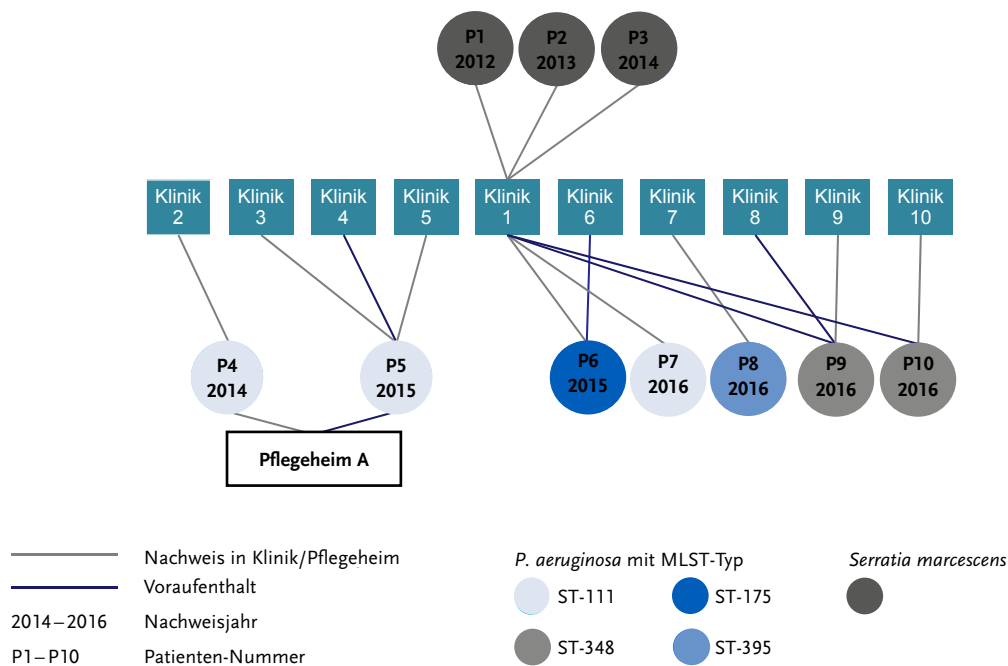 P1
2012
P2
2013
P3
2014
Klinik
2
Klinik
3
Klinik
4
Klinik
5
Klinik
1
Klinik
6
Klinik
7
Klinik
8
Klinik
9
Klinik
10
P4
2014
P5
2015
P6
2015
P7
2016
P8
2016
P9
2016
P10
2016
Pflegeheim A
Nachweis in Klinik/Pflegeheim
Voraufenthalt
2014–2016 Nachweisjahr
P1–P10 Patienten-Nummer
P. aeruginosa mit MLST-Typ
ST-111
ST-175
ST-348
ST-395
Serratia marcescens